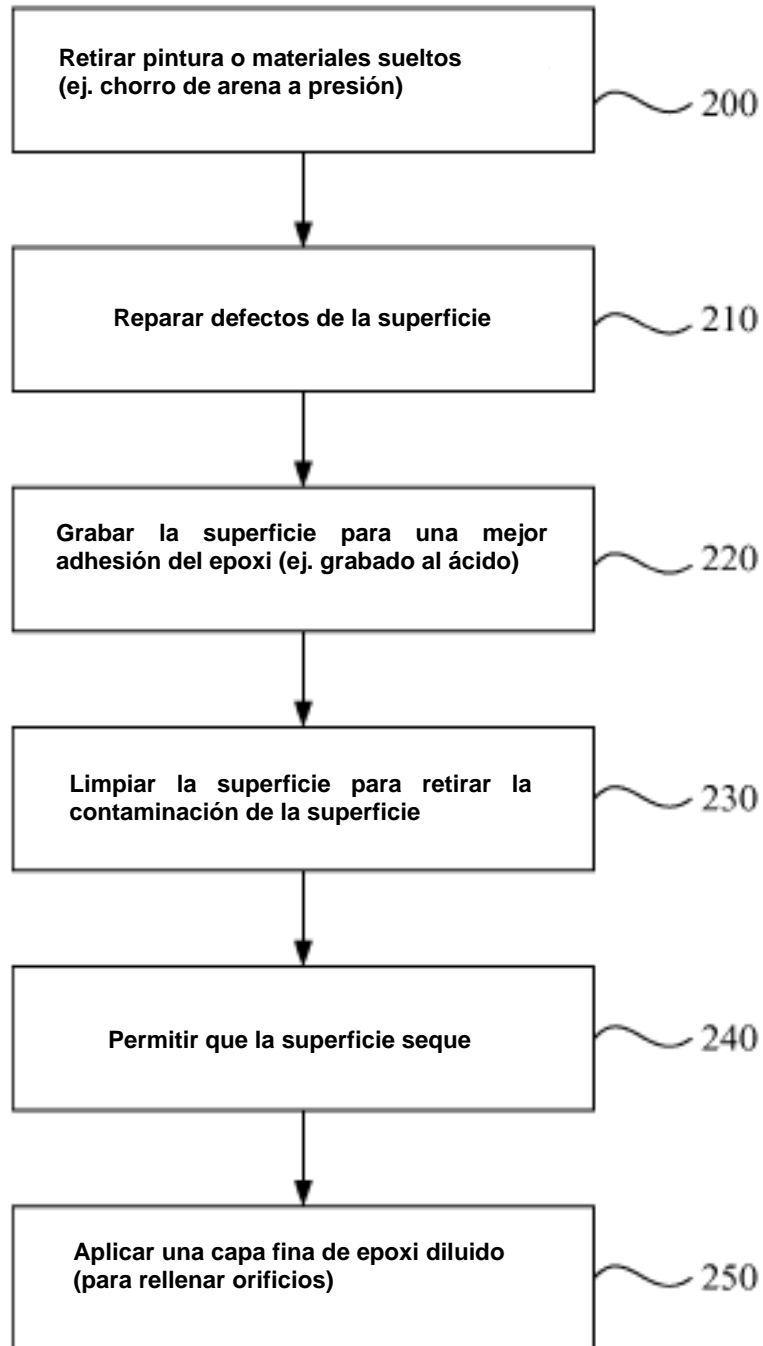 Retirar pintura o materiales sueltos
(ej. chorro de arena a presión)
200
Reparar defectos de la superficie
210
Grabar la superficie para una mejor
adhesión del epoxi (ej. grabado al ácido)
220
Limpiar la superficie para retirar la
contaminación de la superficie
230
Permitir que la superficie seque
240
Aplicar una capa fina de epoxi diluido
(para rellenar orificios)
250